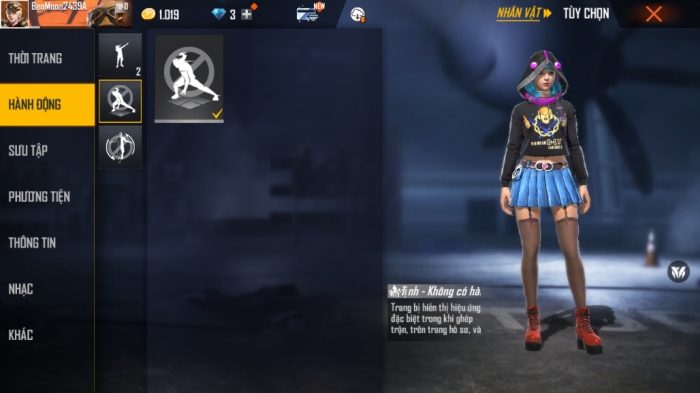 BenMoon2439A
0
1.019
3
NEW
NHÂN VẬT
TÙY CHỌN
THỜI TRANG
HÀNH ĐỘNG
SƯU TẬP
PHƯƠNG TIỆN
THÔNG TIN
NHẠC
KHÁC
2
Tịnh - Không có hà
Trang bị hiển thị hiệu ứng
đặc biệt trong khi ghép
trận, trên trang hồ sơ, và